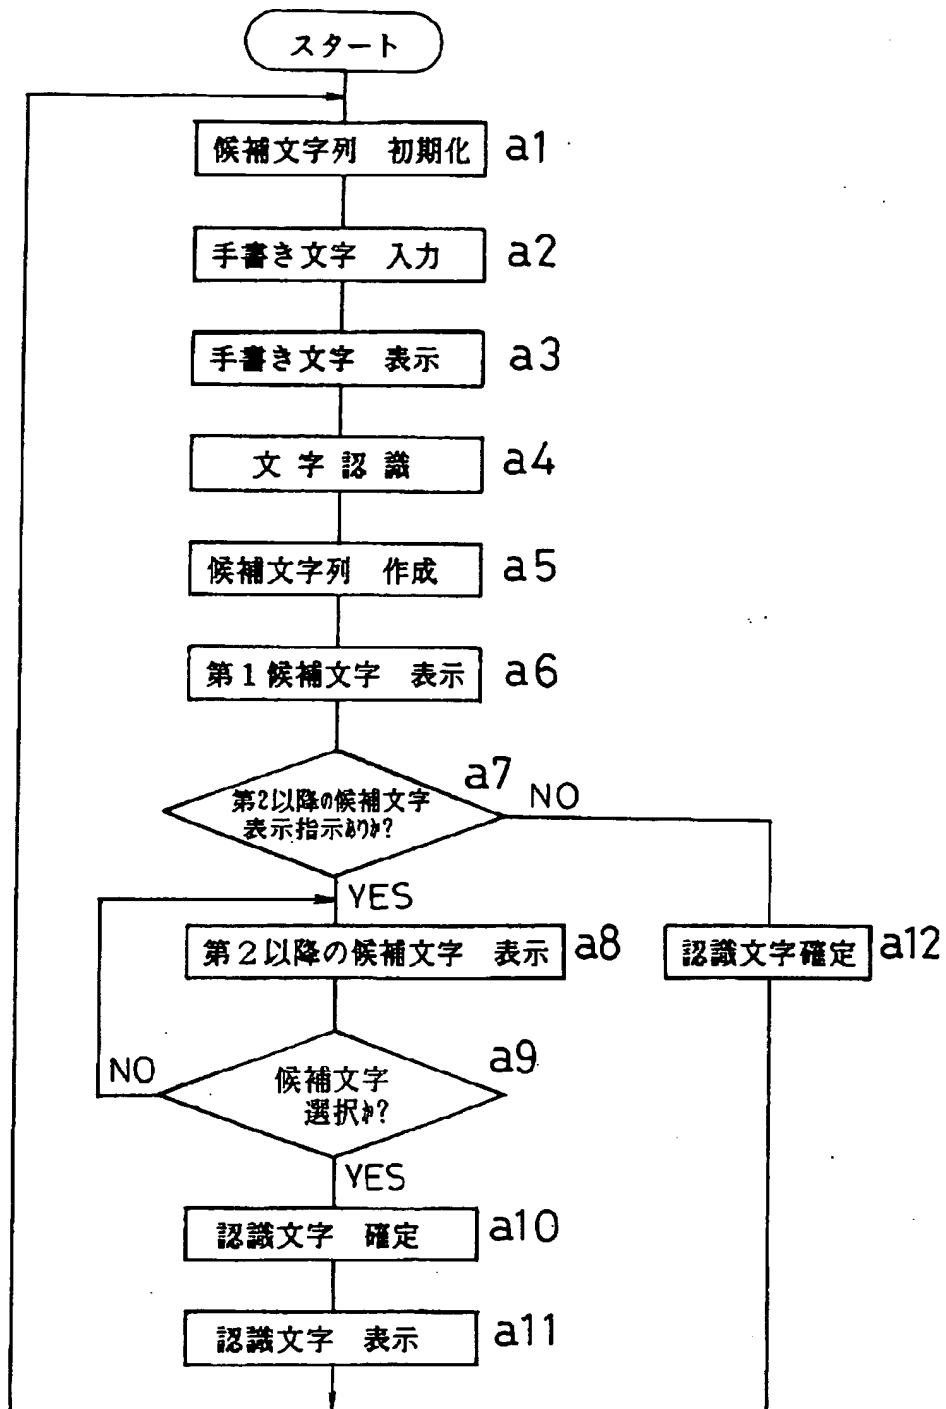 スタート
候補文字列 初期化 a1
手書き文字 入力 a2
手書き文字 表示 a3
文字認識 a4
候補文字列 作成 a5
第1候補文字 表示 a6
a7
第2以降の候補文字
表示指示ありか?
NO
YES
第2以降の候補文字 表示 a8
認識文字確定 a12
a9
NO
候補文字
選択か?
YES
認識文字 確定 a10
認識文字 表示 a11